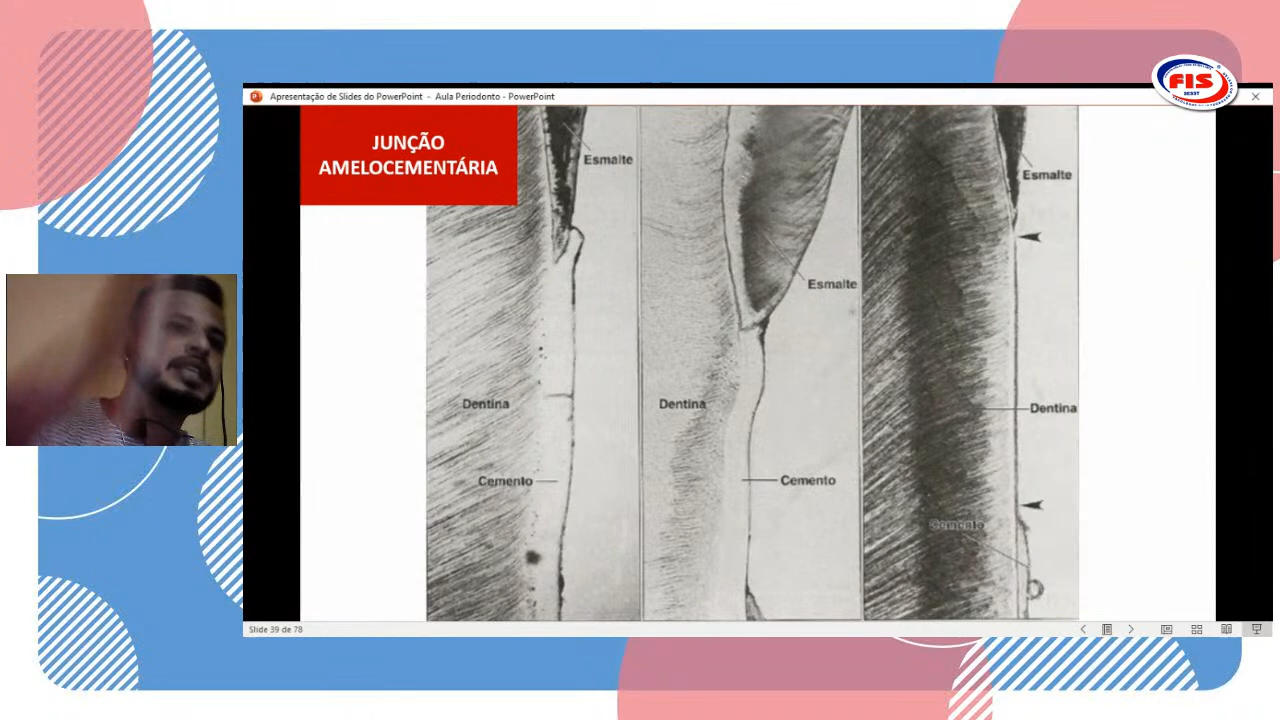 FIS
Apresentação de Slides do PowerPoint - Aula Periodonto - PowerPoint
JUNÇÃO
AMELOCEMENTÁRIA
Esmalte
Dentina
Cemento
Esmalte
Dentina
Cemento
Esmalte
Dentina
Cemento
Slide 39 de 78